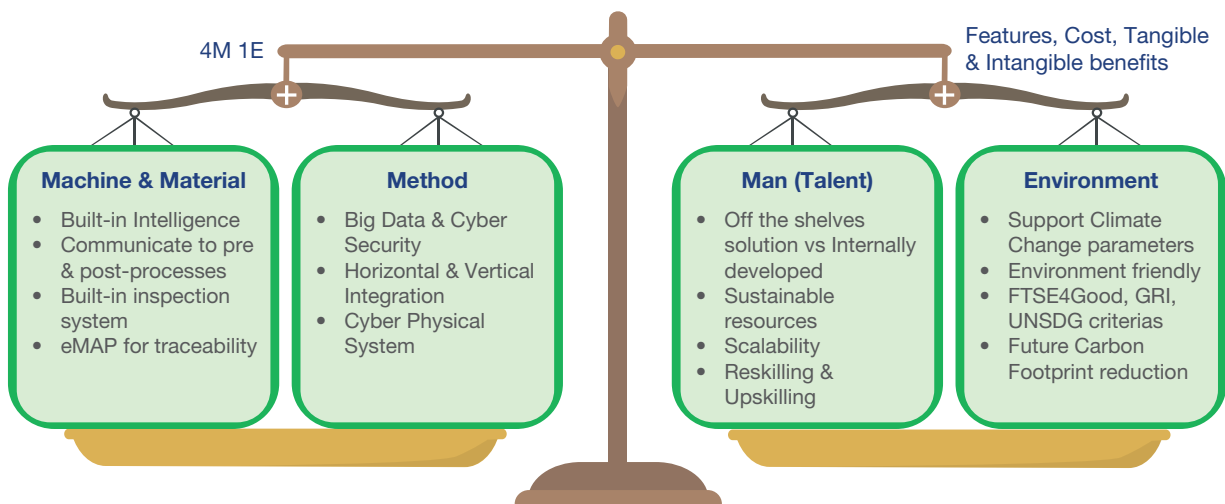 4M 1E
Features, Cost, Tangible
& Intangible benefits
Machine & Material
• Built-in Intelligence
• Communicate to pre
& post-processes
• Built-in inspection
system
• eMAP for traceability
Method
• Big Data & Cyber
Security
• Horizontal & Vertical
Integration
• Cyber Physical
System
Man (Talent)
• Off the shelves
solution vs Internally
developed
• Sustainable
resources
• Scalability
• Reskilling &
Upskilling
Environment
• Support Climate
Change parameters
• Environment friendly
• FTSE4Good, GRI,
UNSDG criterias
• Future Carbon
Footprint reduction